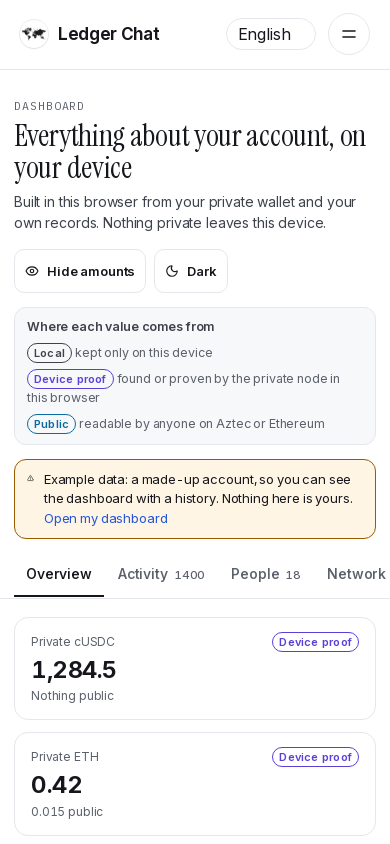 Ledger Chat
English
DASHBOARD
Everything about your account, on
your device
Built in this browser from your private wallet and your
own records. Nothing private leaves this device.
Hide amounts
Dark
Where each value comes from
Local kept only on this device
Device proof found or proven by the private node in
this browser
Public readable by anyone on Aztec or Ethereum
Example data: a made-up account, so you can see
the dashboard with a history. Nothing here is yours.
Open my dashboard
Overview Activity 1400 People 18 Network
Private cUSDC Device proof
1,284.5
Nothing public
Private ETH Device proof
0.42
0.015 public